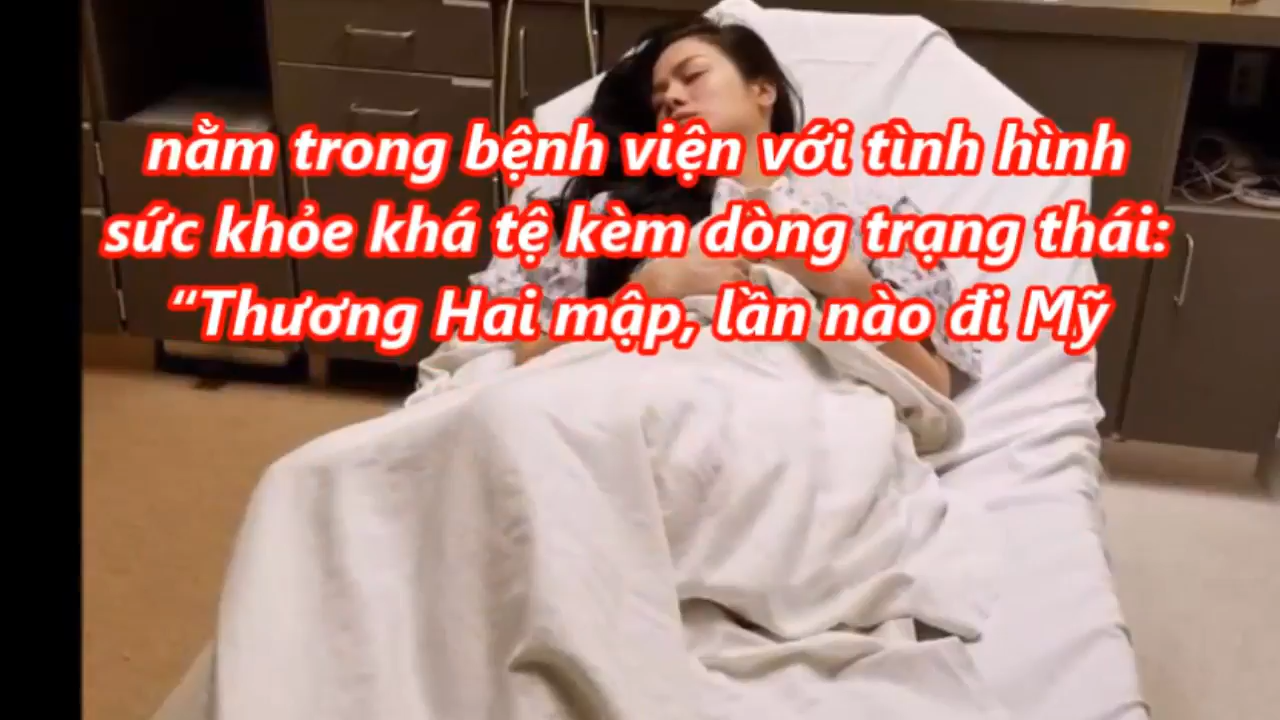 nằm trong bệnh viện với tình hình
sức khỏe khá tệ kèm dòng trạng thái:
“Thương Hai mập, lần nào đi Mỹ